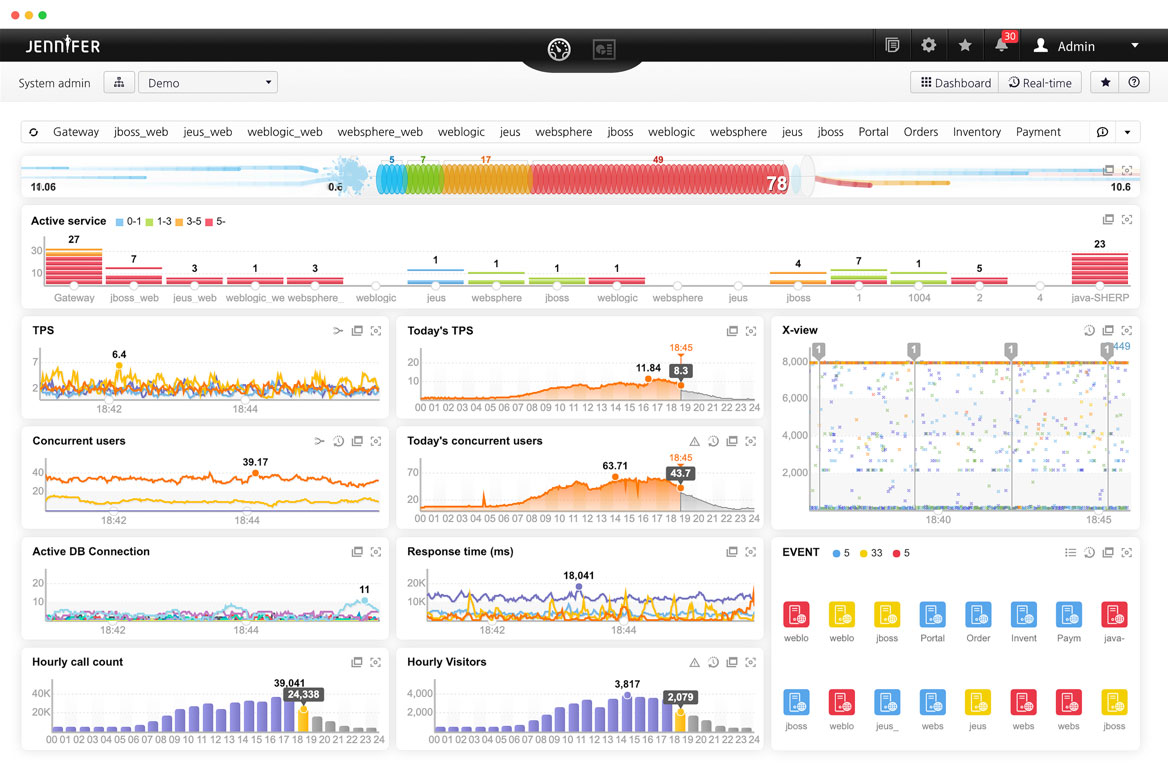 JENNIFER
30
Admin
System admin
Demo
Dashboard
Real-time
Gateway jboss_web jeus_web weblogic_web websphere_web weblogic jeus websphere jboss weblogic websphere jeus jboss Portal Orders Inventory Payment
5 7 17 49
11.06 0.6 78 10.6
Active service 0-1 1-3 3-5 5-
27 7 3 1 3 1 1 1 1 4 7 1 5 23
30
10
Gateway jboss_web jeus_web weblogic_we websphere_ weblogic jeus websphere jboss weblogic websphere jeus jboss 1 1004 2 4 java-SHERP
TPS
6.4
7
2
18:42 18:44
Today's TPS
18:45
11.84 8.3
20
10
00 01 02 03 04 05 06 07 08 09 10 11 12 13 14 15 16 17 18 19 20 21 22 23 24
X-view
1 1 1 1 449
8,000
6,000
4,000
2,000
18:40 18:45
Concurrent users
39.17
40
20
18:42 18:44
Today's concurrent users
18:45
63.71 43.7
70
20
00 01 02 03 04 05 06 07 08 09 10 11 12 13 14 15 16 17 18 19 20 21 22 23 24
Active DB Connection
11
20
10
18:42 18:44
Response time (ms)
18,041
20K
10K
18:42 18:44
EVENT 5 33 5
weblo weblo jboss Portal Order Invent Paym java-
jboss weblo jeus_ webs jeus webs webs jboss
Hourly call count
39,041
24,338
40K
20K
00 01 02 03 04 05 06 07 08 09 10 11 12 13 14 15 16 17 18 19 20 21 22 23 24
Hourly Visitors
3,817
2,079
4,000
2,000
00 01 02 03 04 05 06 07 08 09 10 11 12 13 14 15 16 17 18 19 20 21 22 23 24